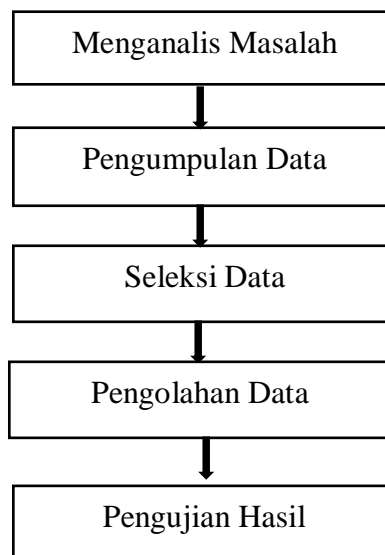 Menganalis Masalah
Pengumpulan Data
Seleksi Data
Pengolahan Data
Pengujian Hasil